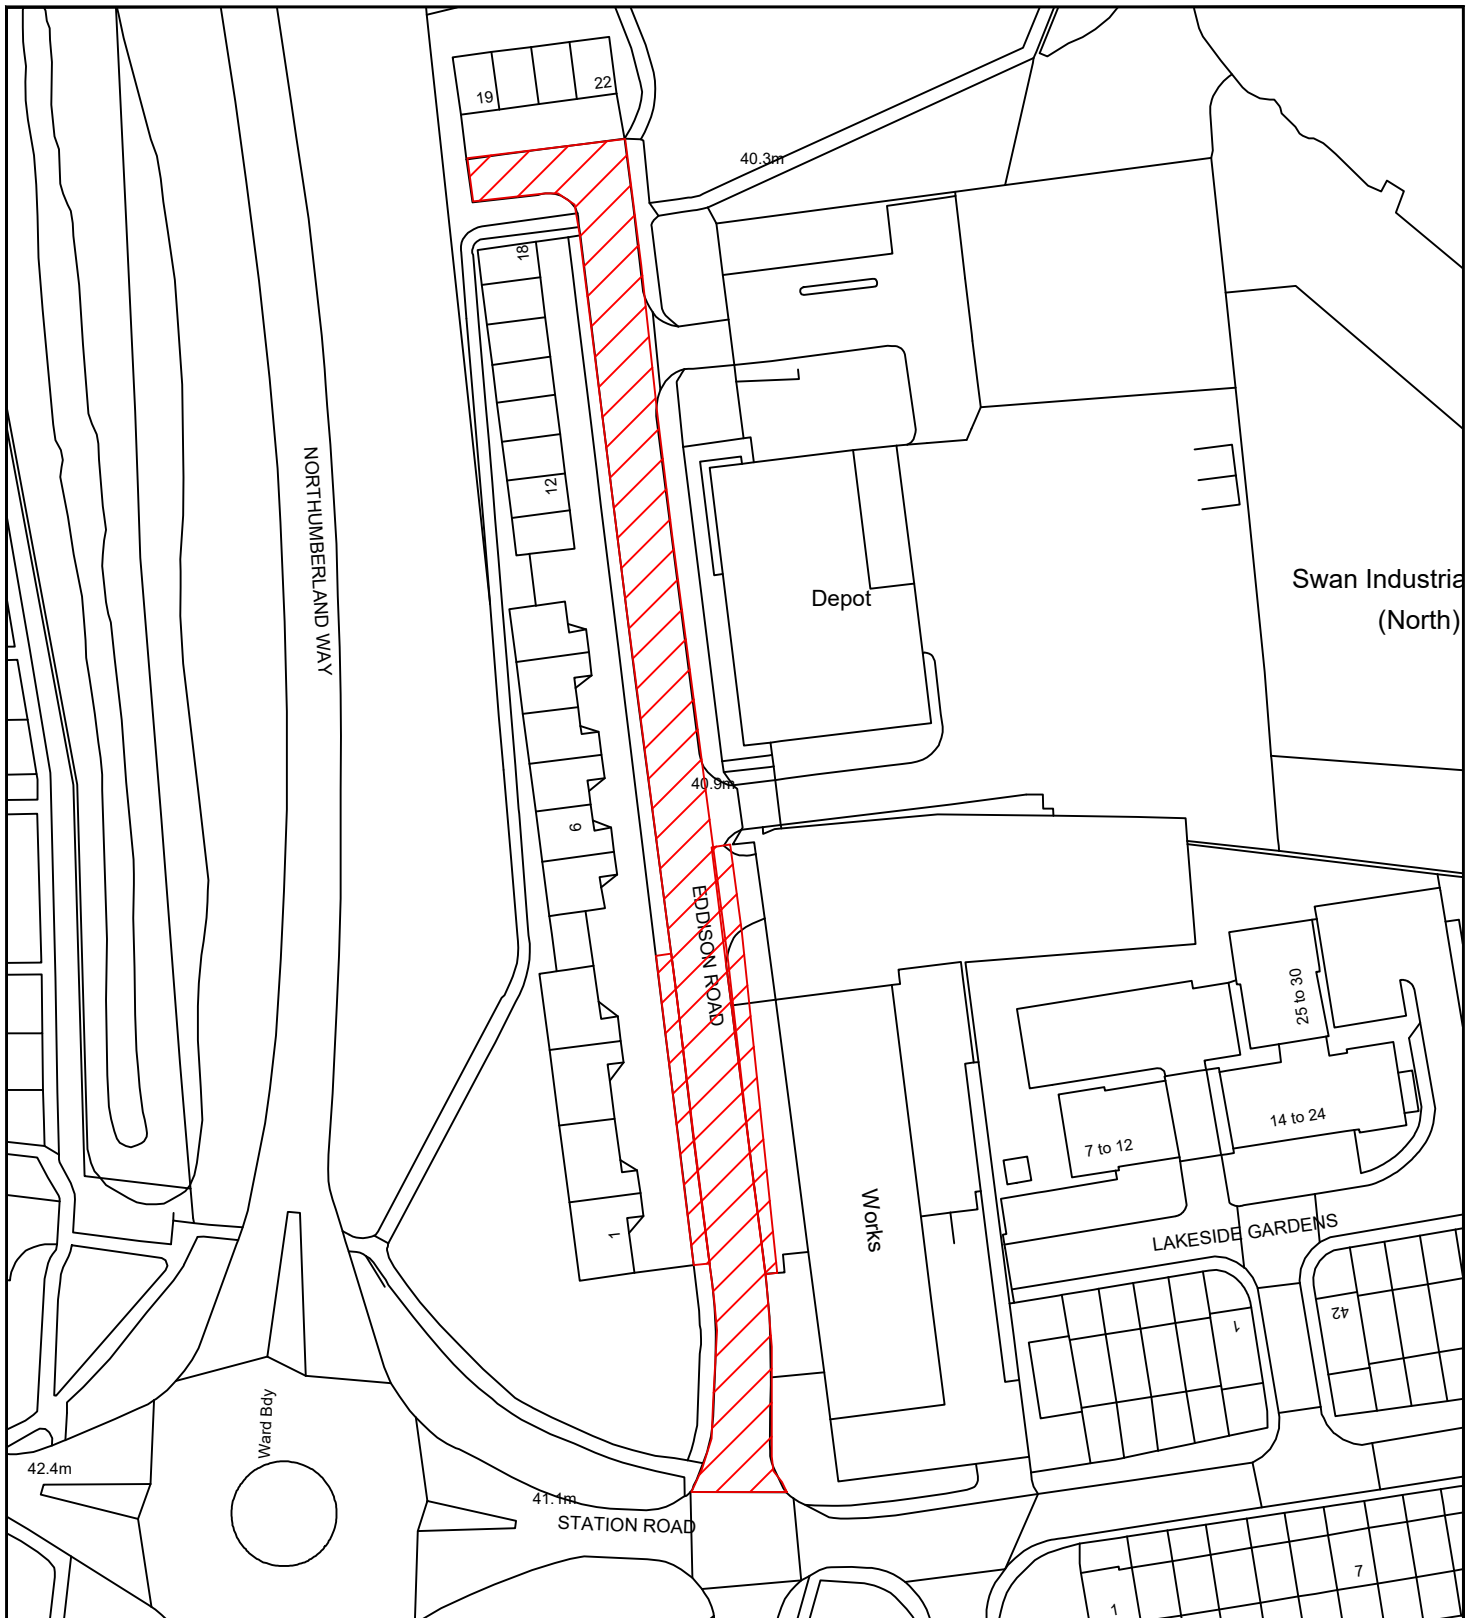 19
22
40.3m
18
NORTHUMBERLAND WAY
12
Swan Industria
(North)
Depot
40.9m
6
EDDISON ROAD
25 to 30
14 to 24
7 to 12
Works
LAKESIDE GARDENS
1
42
1
Ward Bdy
42.4m
41.1m
STATION ROAD
7
1